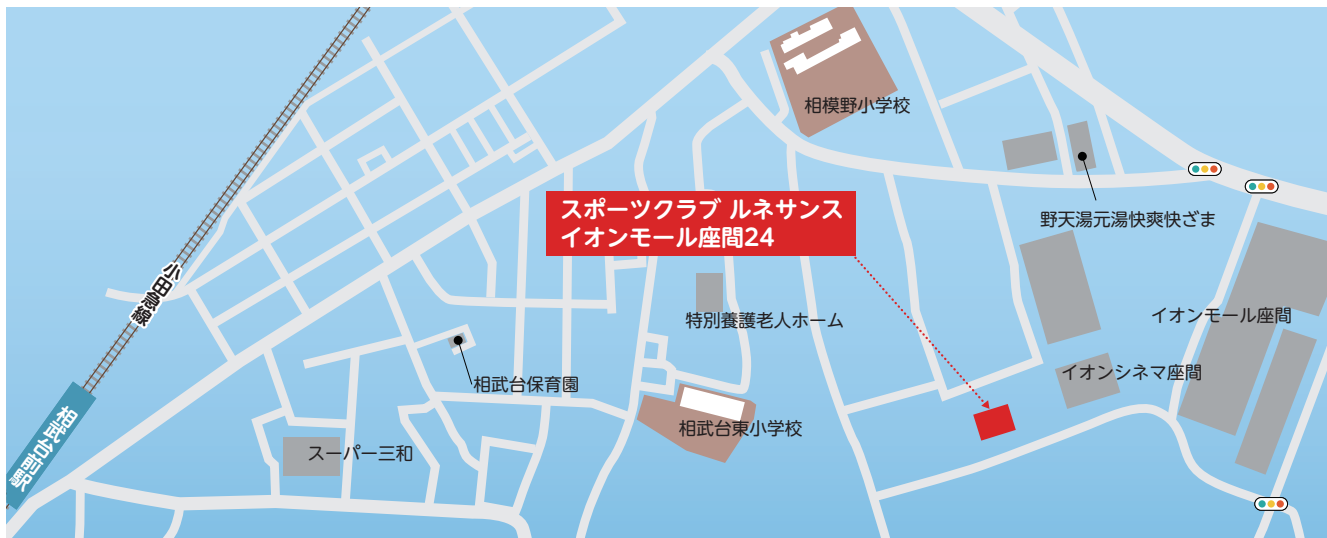 相模野小学校
スポーツクラブ ルネサンス
イオンモール座間24
野天湯元湯快爽快ざま
小田急線
特別養護老人ホーム
イオンモール座間
イオンシネマ座間
相武台保育園
相武台東小学校
スーパー三和
相武台前駅